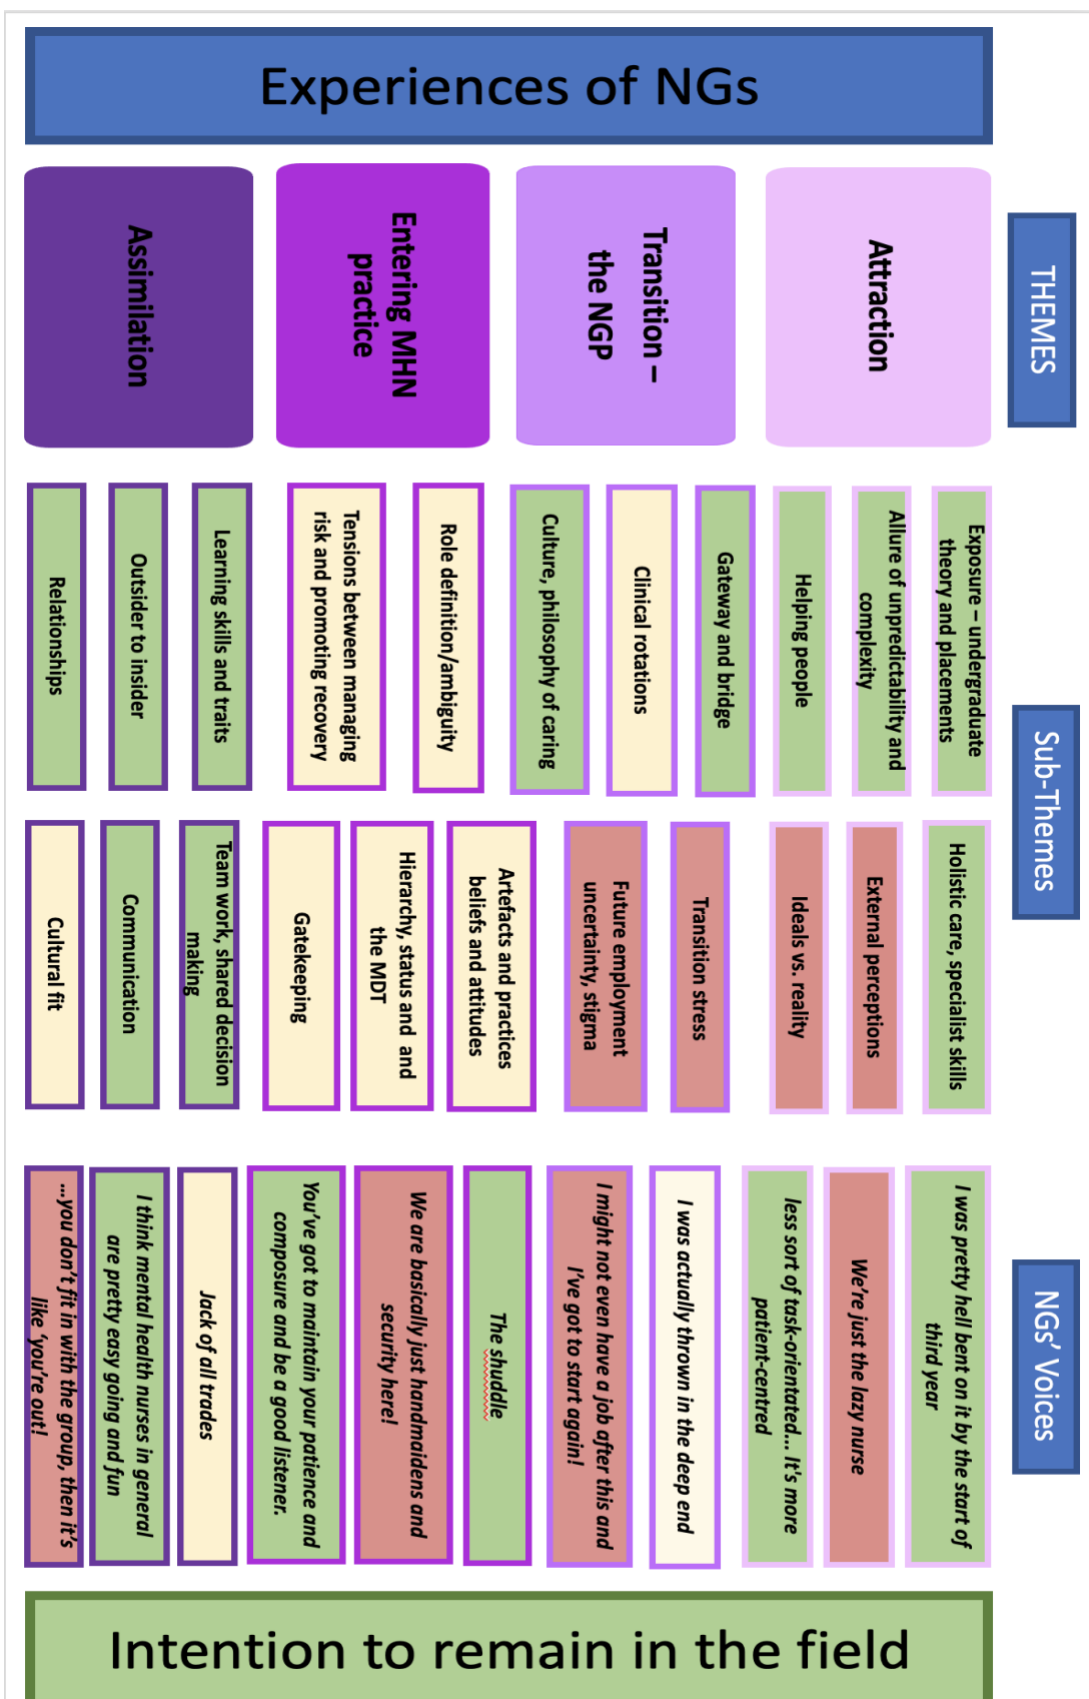 Experiences of NGs
THEMES
Attraction
Transition –
the NGP
Entering MHN
practice
Assimilation
Sub-Themes
Exposure – undergraduate
theory and placements
Allure of unpredictability and
complexity
Helping people
Gateway and bridge
Clinical rotations
Culture, philosophy of caring
Role definition/ambiguity
Tensions between managing
risk and promoting recovery
Learning skills and traits
Outsider to insider
Relationships
Holistic care, specialist skills
External perceptions
Ideals vs. reality
Transition stress
Future employment
uncertainty, stigma
Artefacts and practices
beliefs and attitudes
Hierarchy, status and and
the MDT
Gatekeeping
Team work, shared decision
making
Communication
Cultural fit
NGs’ Voices
I was pretty hell bent on it by the start of
third year
We’re just the lazy nurse
less sort of task-orientated... It's more
patient-centred
I was actually thrown in the deep end
I might not even have a job after this and
I’ve got to start again!
The shuddle
We are basically just handmaidens and
security here!
You’ve got to maintain your patience and
composure and be a good listener.
Jack of all trades
I think mental health nurses in general
are pretty easy going and fun
...you don’t fit in with the group, then it’s
like ‘you’re out!
Intention to remain in the field